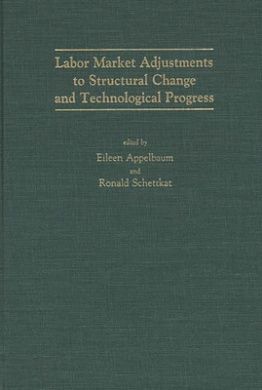 Labor Market Adjustments
to Structural Change
and Technological Progress
edited by
Eileen Appelbaum
and
Ronald Schettkat